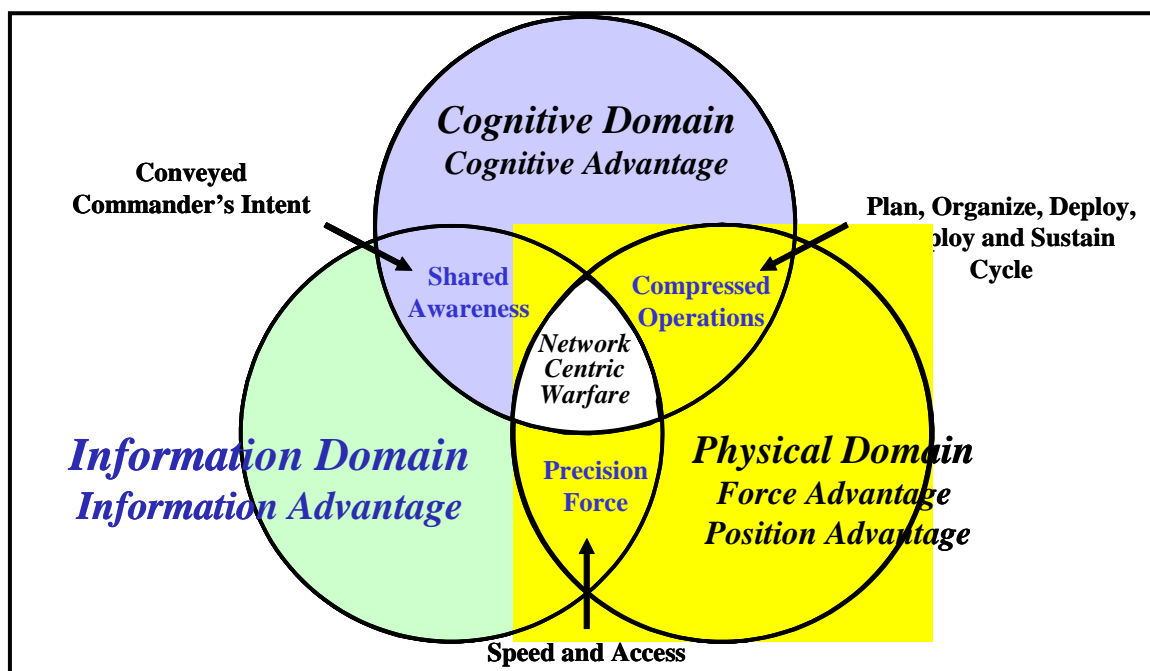 Cognitive Domain
Cognitive Advantage
Conveyed
Commander's Intent
Plan, Organize, Deploy,
ploy and Sustain
Cycle
Shared
Awareness
Compressed
Operations
Network
Centric
Warfare
Information Domain
Information Advantage
Physical Domain
Force Advantage
Position Advantage
Precision
Force
Speed and Access